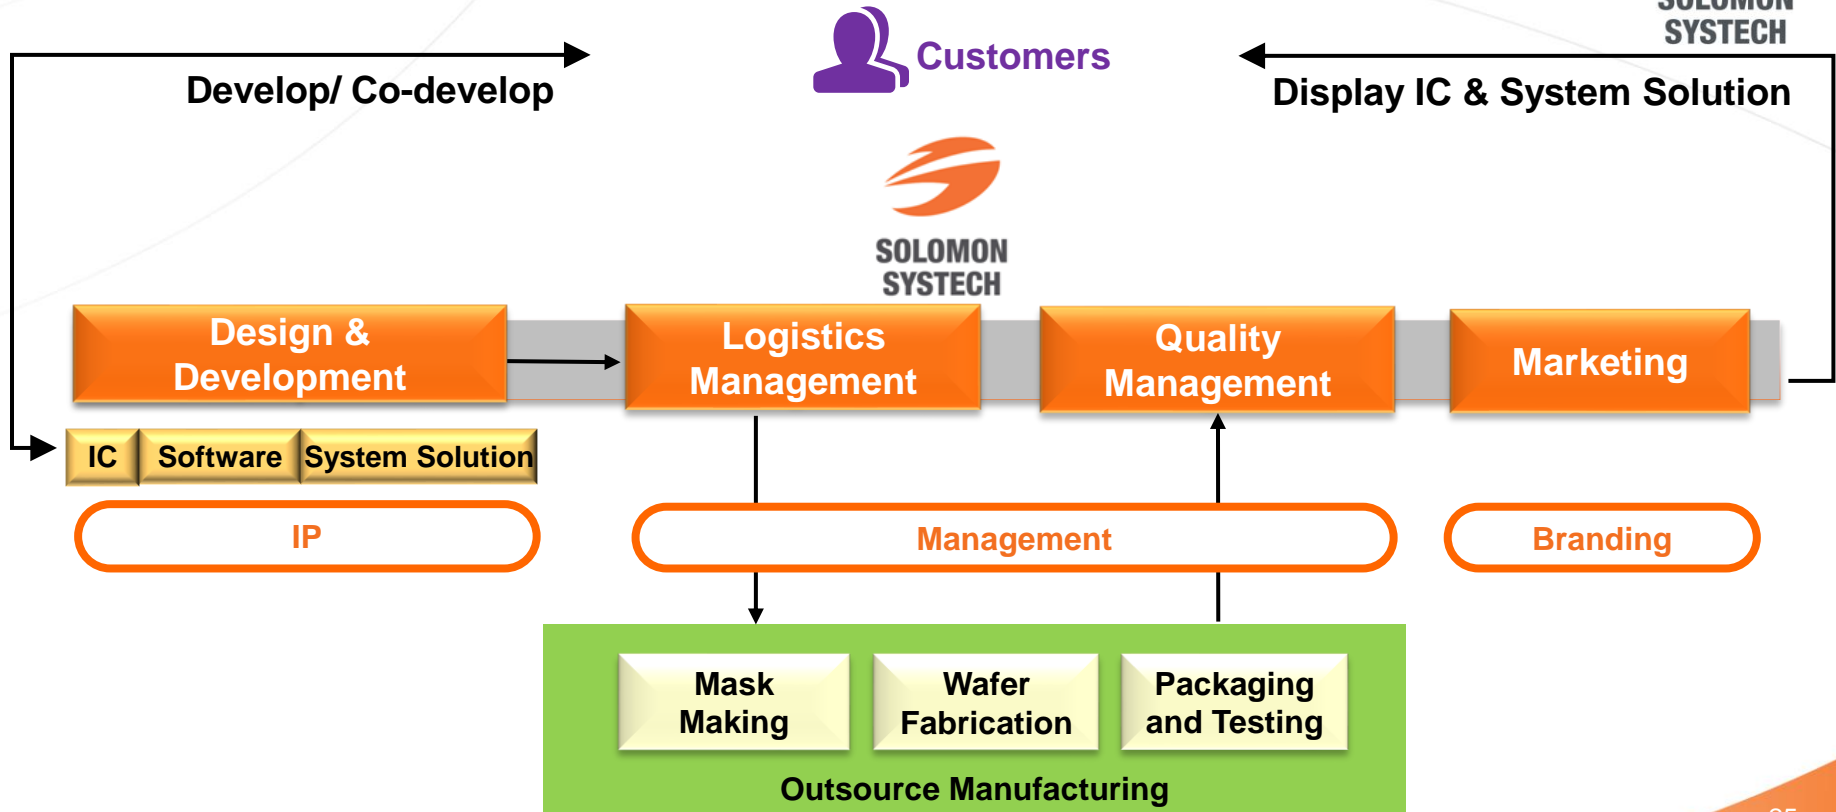 SOLOMON
SYSTECH
Customers
Develop/ Co-develop
Display IC & System Solution
SOLOMON
SYSTECH
Design &
Development
Logistics
Management
Quality
Management
Marketing
IC
Software
System Solution
IP
Management
Branding
Mask
Making
Wafer
Fabrication
Packaging
and Testing
Outsource Manufacturing